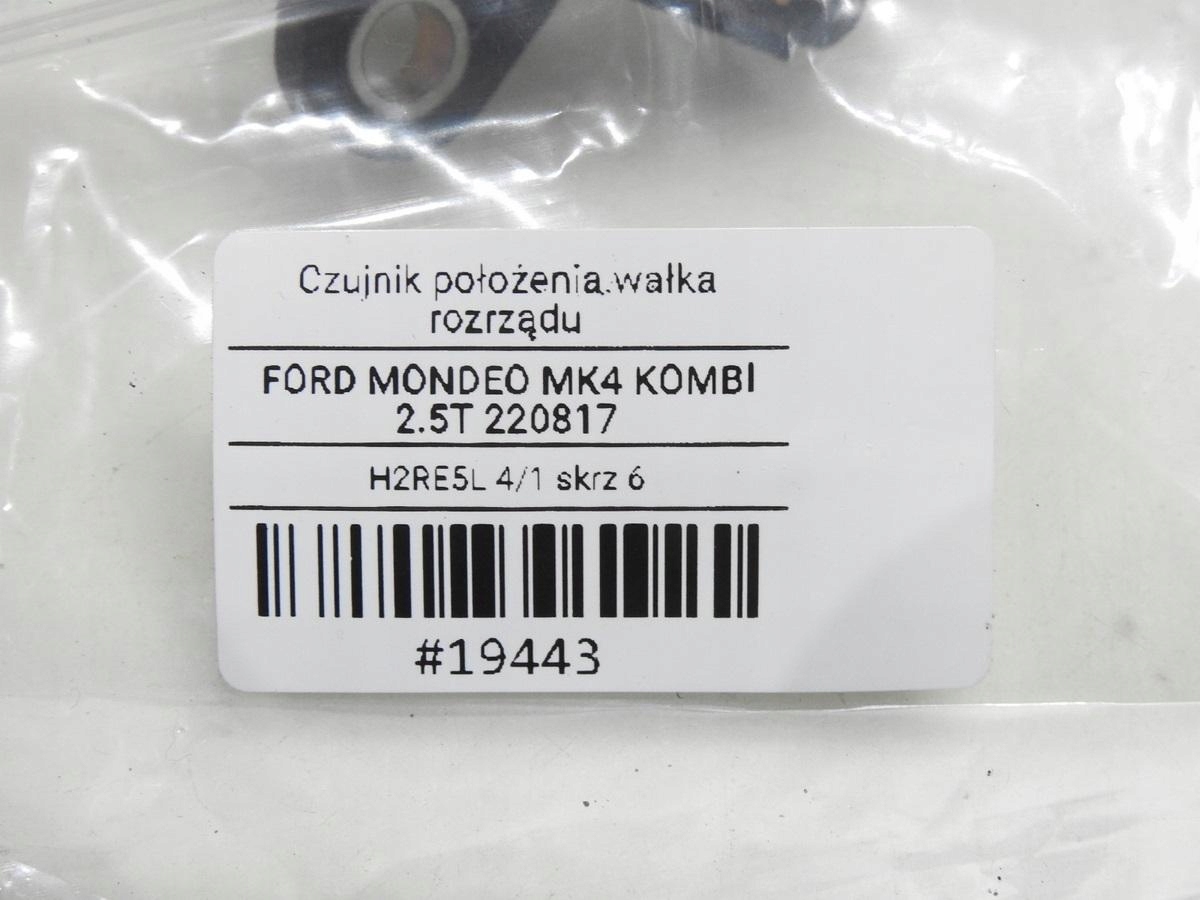 Czujnik położenia wałka
rozrządu
FORD MONDEO MK4 KOMBI
2.5T 220817
H2RE5L 4/1 skrz 6
#19443